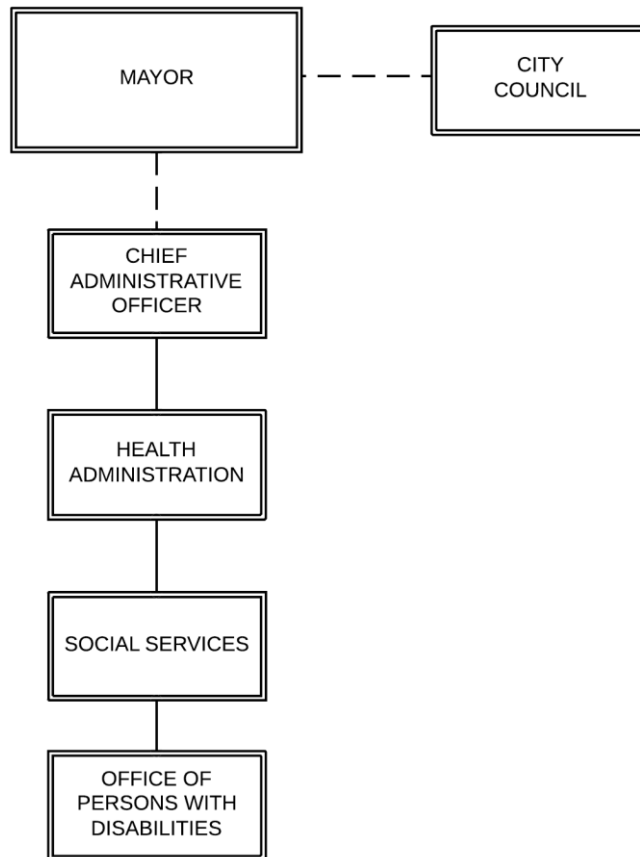 MAYOR
CITY
COUNCIL
CHIEF
ADMINISTRATIVE
OFFICER
HEALTH
ADMINISTRATION
SOCIAL SERVICES
OFFICE OF
PERSONS WITH
DISABILITIES